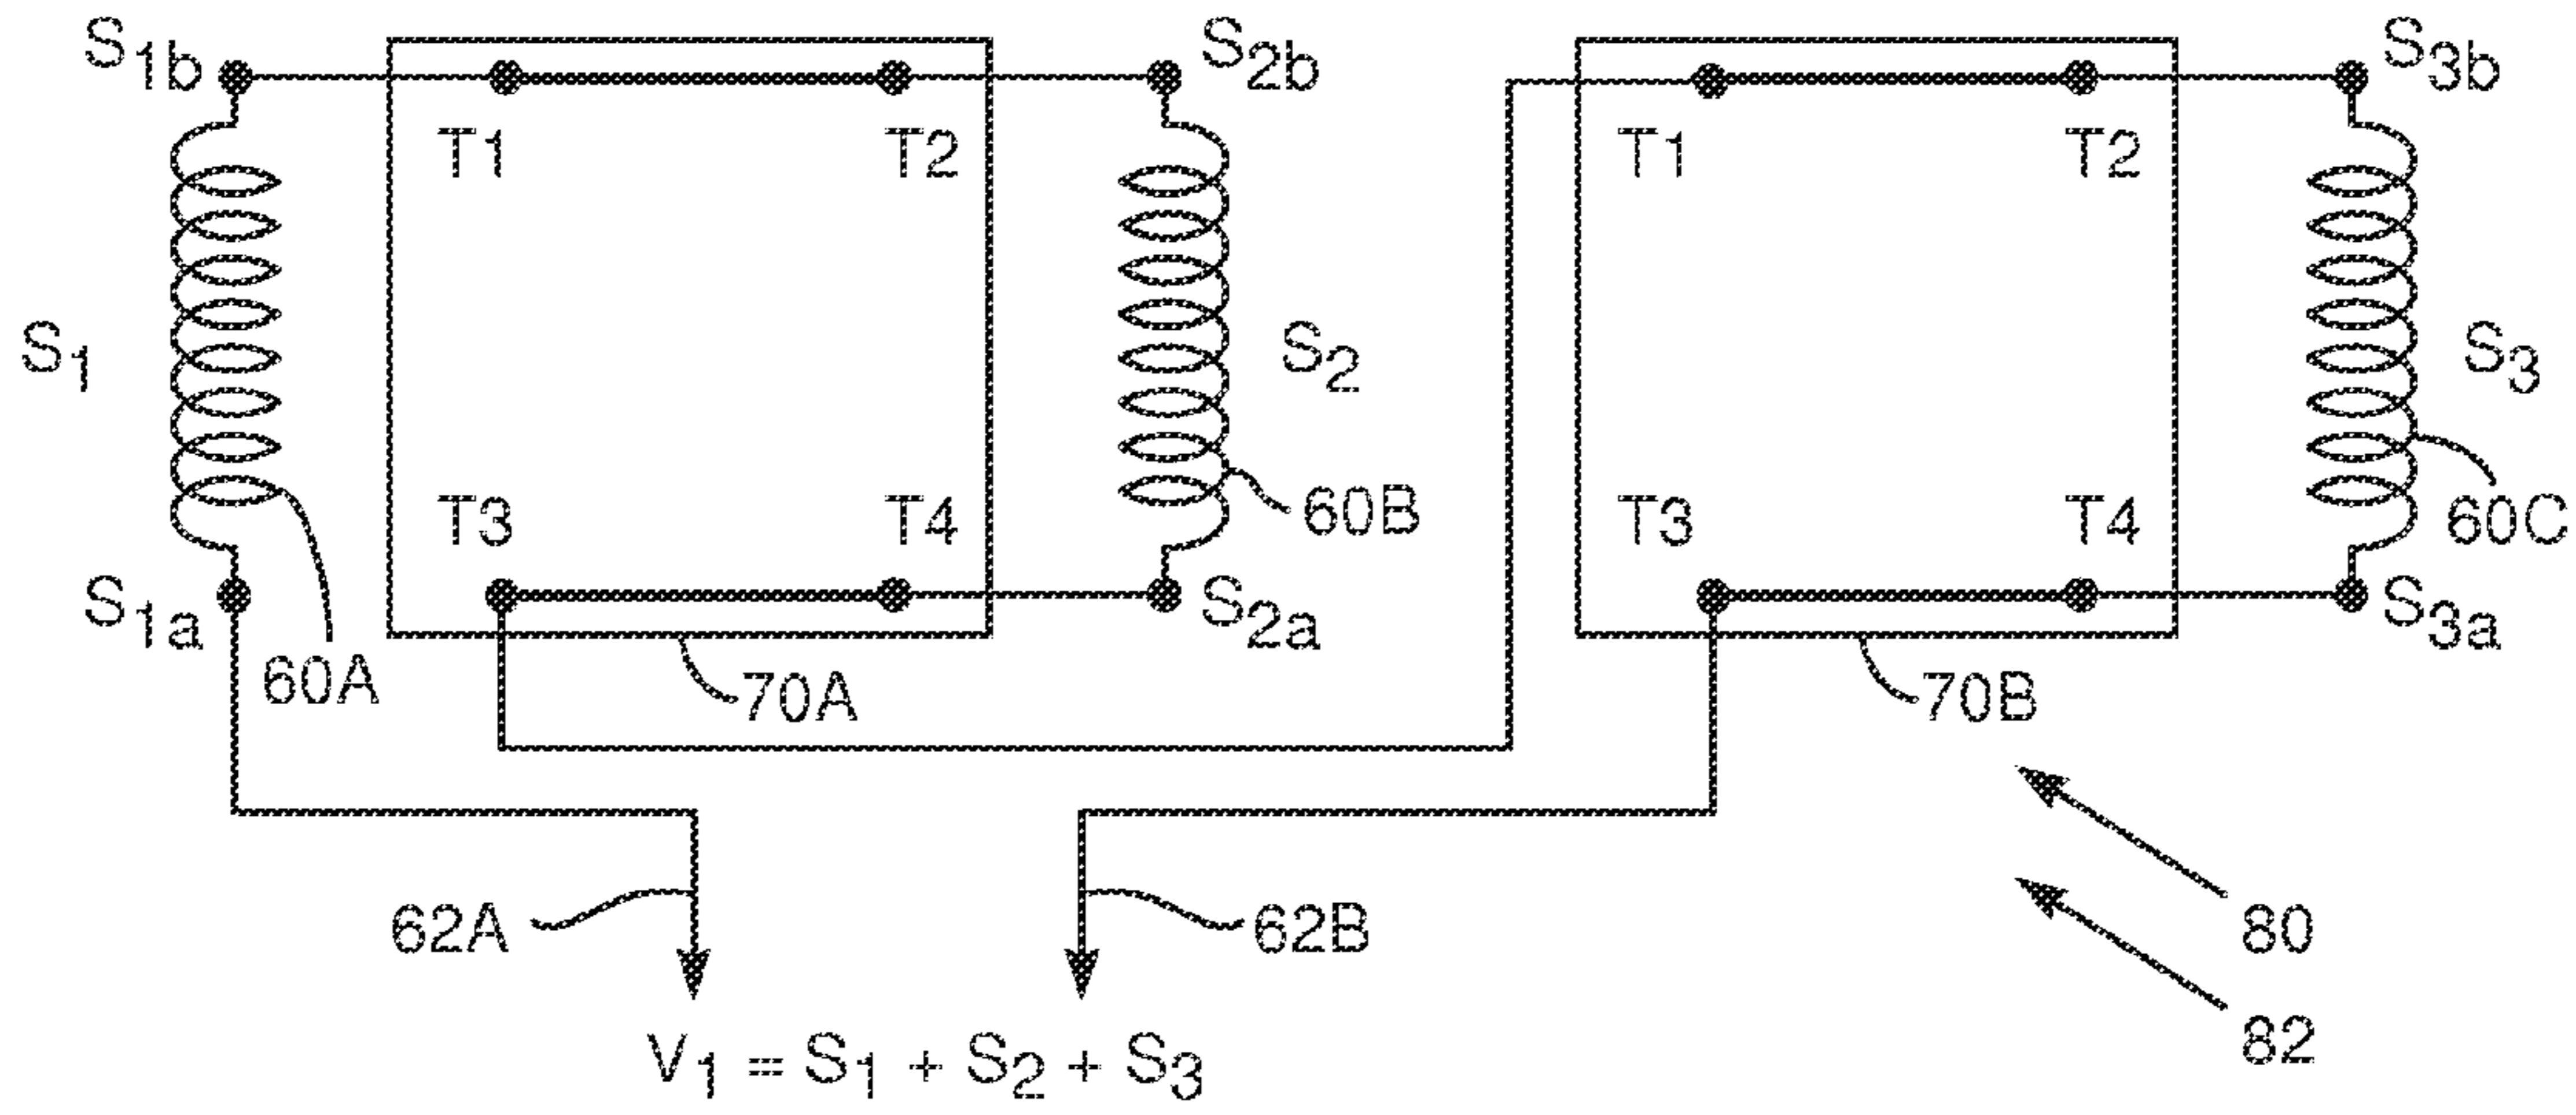 S1b
S2b
S3b
T1
T2
T1
T2
S1
S2
S3
T3
T4
60B
T3
T4
60C
S1a
S2a
S3a
60A
70A
70B
62A
62B
80
82
V1 = S1 + S2 + S3